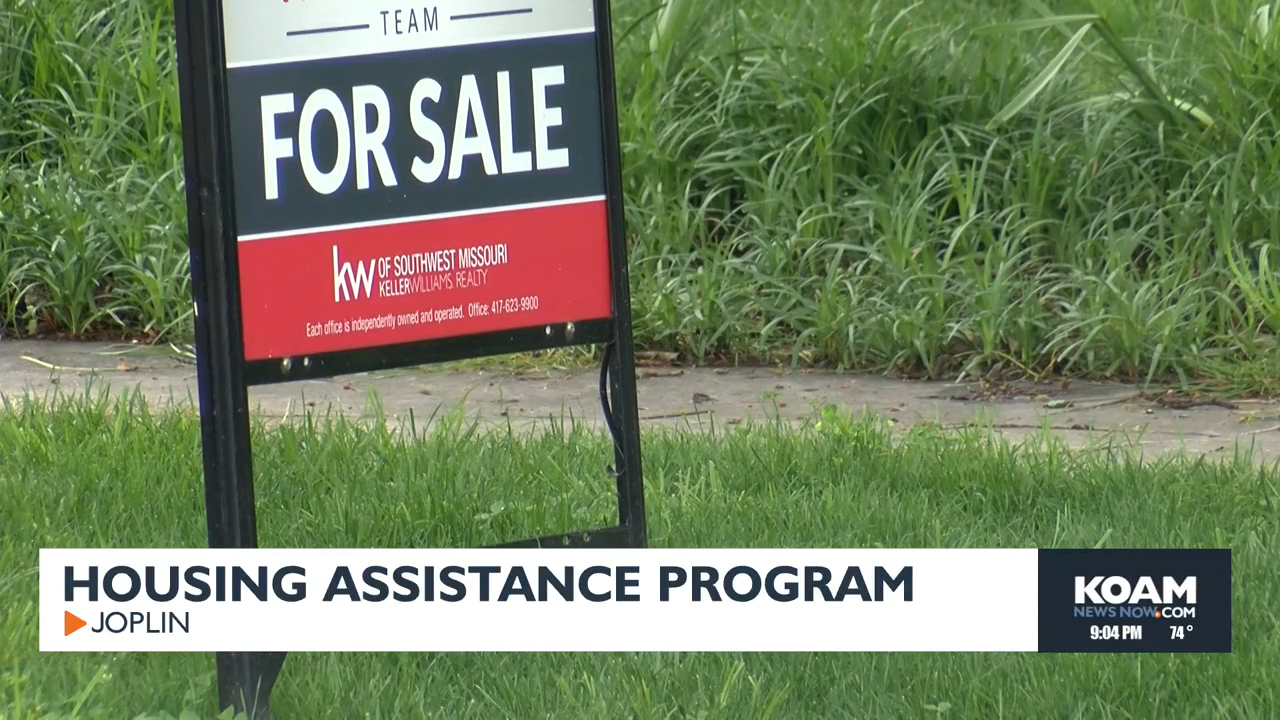 TEAM
FOR SALE
kw OF SOUTHWEST MISSOURI
KELLERWILLIAMS. REALTY
Each office is independently owned and operated. Office: 417-623-9900
HOUSING ASSISTANCE PROGRAM
JOPLIN
KOAM
NEWS NOW.COM
9:04 PM 74°